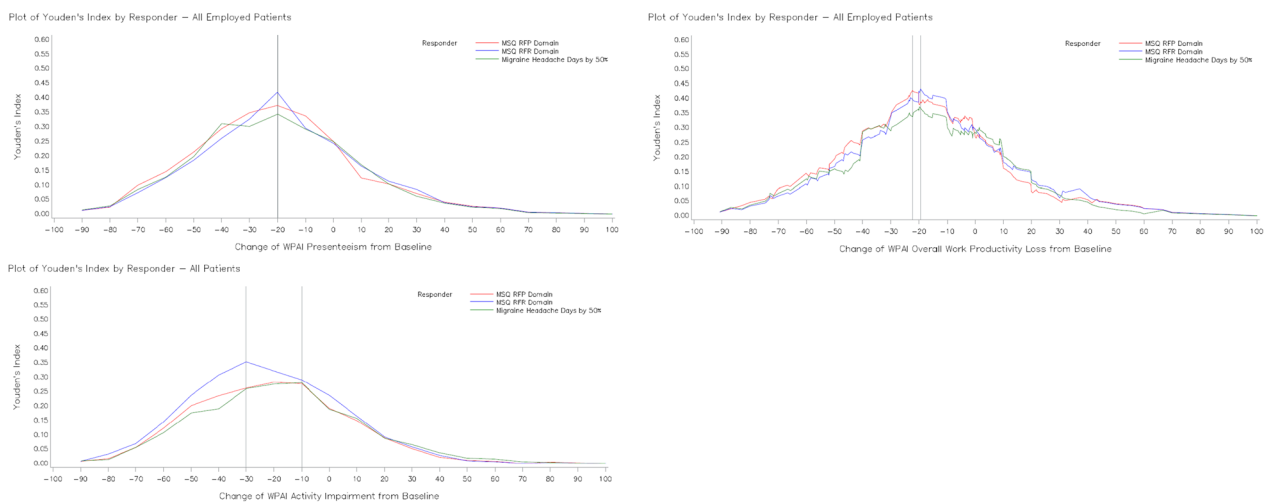 Plot of Youden's Index by Responder – All Employed Patients
Responder
MSQ RFP Domain
MSQ RFR Domain
Migraine Headache Days by 50%
Youden's Index
0.60
0.55
0.50
0.45
0.40
0.35
0.30
0.25
0.20
0.15
0.10
0.05
0.00
−100 −90 −80 −70 −60 −50 −40 −30 −20 −10 0 10 20 30 40 50 60 70 80 90 100
Change of WPAI Presenteeism from Baseline
Plot of Youden's Index by Responder – All Employed Patients
Responder
MSQ RFP Domain
MSQ RFR Domain
Migraine Headache Days by 50%
Youden's Index
0.60
0.55
0.50
0.45
0.40
0.35
0.30
0.25
0.20
0.15
0.10
0.05
0.00
−100 −90 −80 −70 −60 −50 −40 −30 −20 −10 0 10 20 30 40 50 60 70 80 90 100
Change of WPAI Overall Work Productivity Loss from Baseline
Plot of Youden's Index by Responder – All Patients
Responder
MSQ RFP Domain
MSQ RFR Domain
Migraine Headache Days by 50%
Youden's Index
0.60
0.55
0.50
0.45
0.40
0.35
0.30
0.25
0.20
0.15
0.10
0.05
0.00
−100 −90 −80 −70 −60 −50 −40 −30 −20 −10 0 10 20 30 40 50 60 70 80 90 100
Change of WPAI Activity Impairment from Baseline